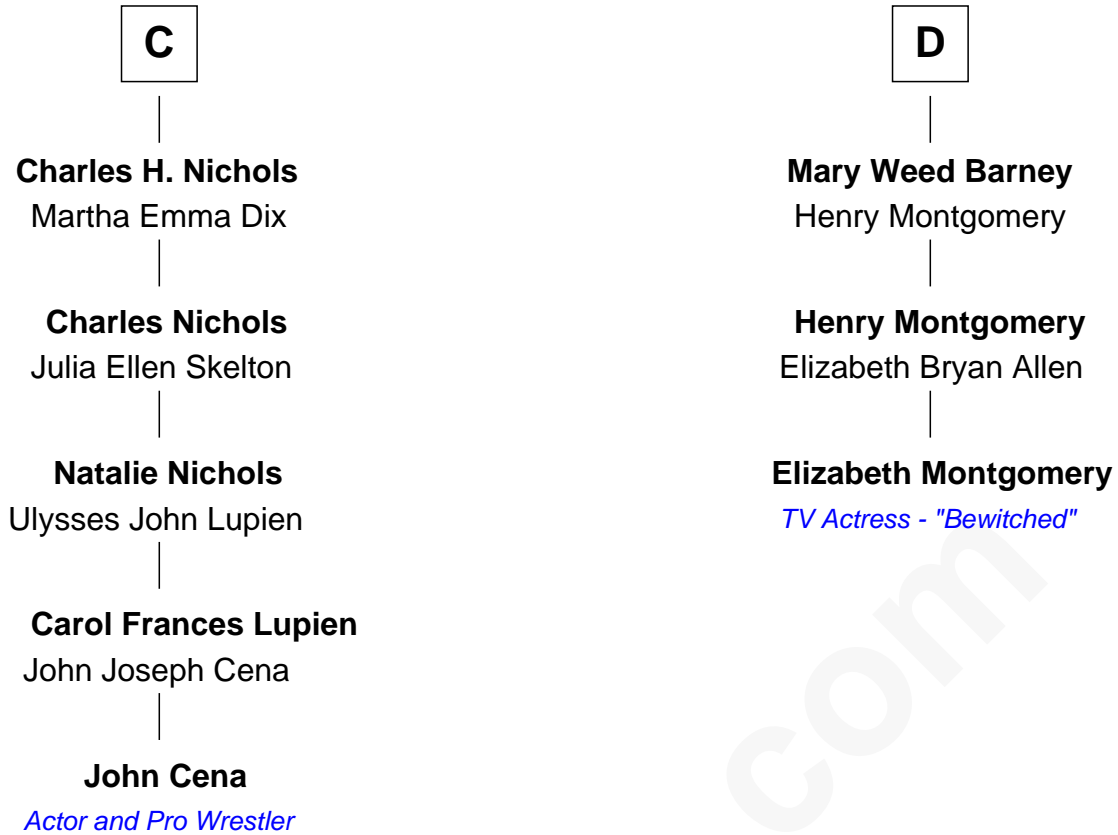 C
Charles H. Nichols
Martha Emma Dix
Charles Nichols
Julia Ellen Skelton
Natalie Nichols
Ulysses John Lupien
Carol Frances Lupien
John Joseph Cena
John Cena
Actor and Pro Wrestler
D
Mary Weed Barney
Henry Montgomery
Henry Montgomery
Elizabeth Bryan Allen
Elizabeth Montgomery
TV Actress - "Bewitched"
com